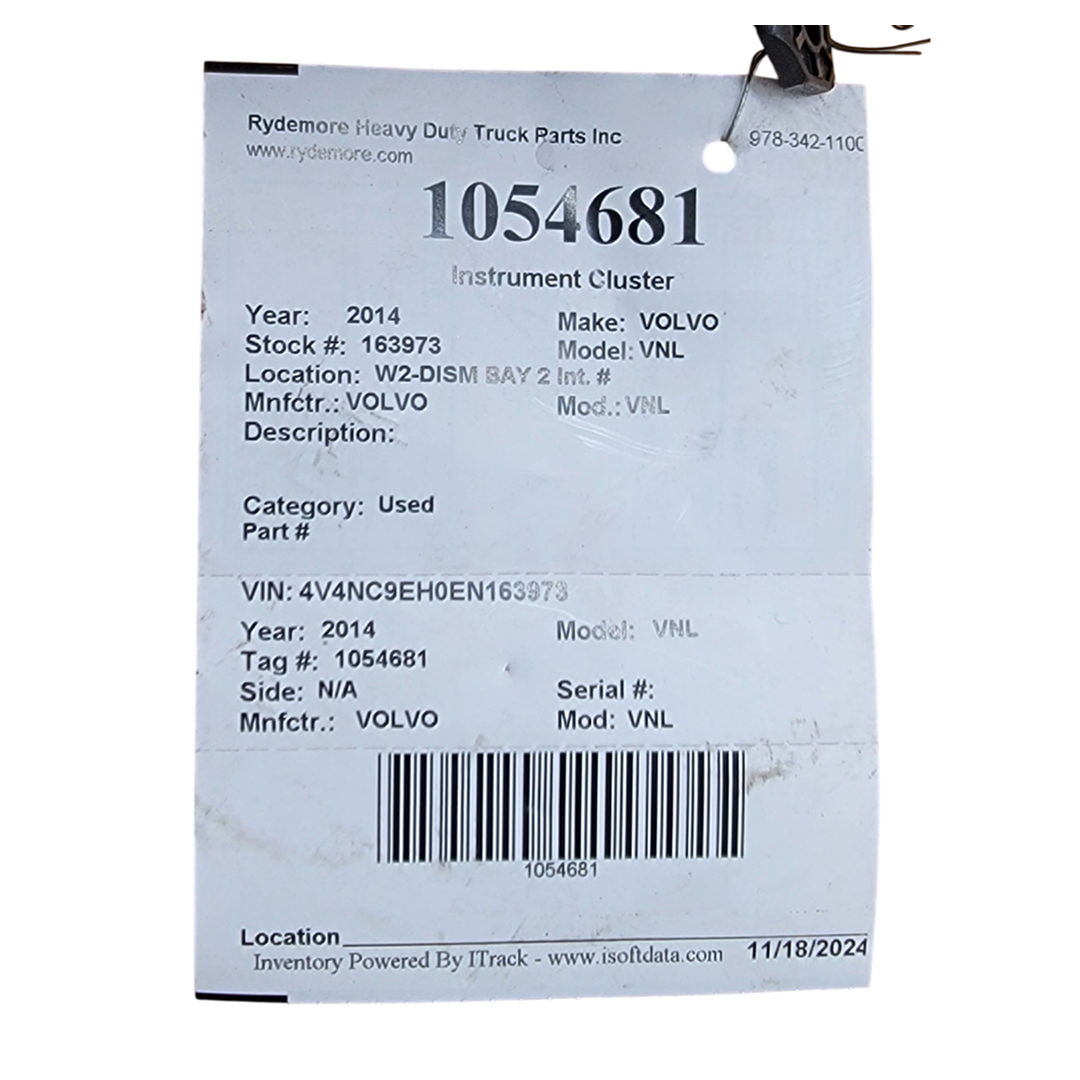 Rydemore Heavy Duty Truck Parts Inc
978-342-1100
www.rydemore.com
1054681
Instrument Cluster
Year: 2014 Make: VOLVO
Stock #: 163973 Model: VNL
Location: W2-DISM BAY 2 Int. #
Mnfctr.: VOLVO Mod.: VNL
Description:
Category: Used
Part #
VIN: 4V4NC9EH0EN163973
Year: 2014 Model: VNL
Tag #: 1054681
Side: N/A Serial #:
Mnfctr.: VOLVO Mod: VNL
1054681
Location
Inventory Powered By ITrack - www.isoftdata.com 11/18/2024